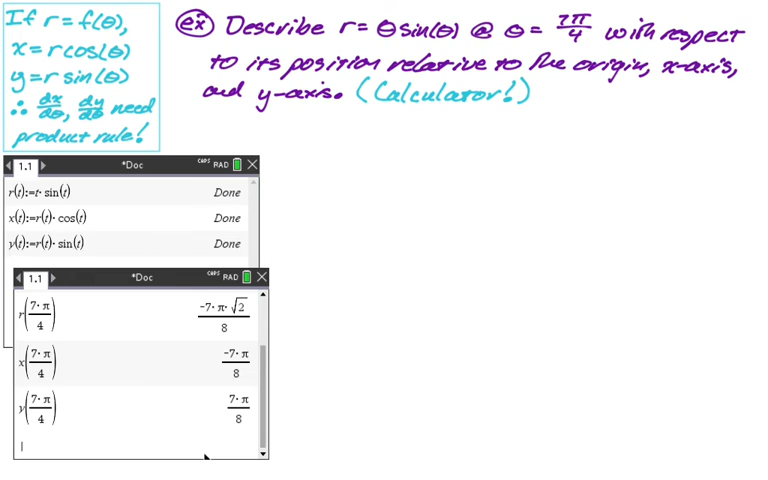 If r = f(θ),
x = r cos(θ)
y = r sin(θ)
∴ dx/dθ, dy/dθ need
product rule!
ex Describe r = θ sin(θ) @ θ = 7π/4 with respect
to its position relative to the origin, x-axis,
and y-axis. (Calculator!)
1.1 *Doc CAPS RAD
r(t):=t· sin(t) Done
x(t):=r(t)· cos(t) Done
y(t):=r(t)· sin(t) Done
1.1 *Doc CAPS RAD
r(7·π/4) -7·π·√2/8
x(7·π/4) -7·π/8
y(7·π/4) 7·π/8